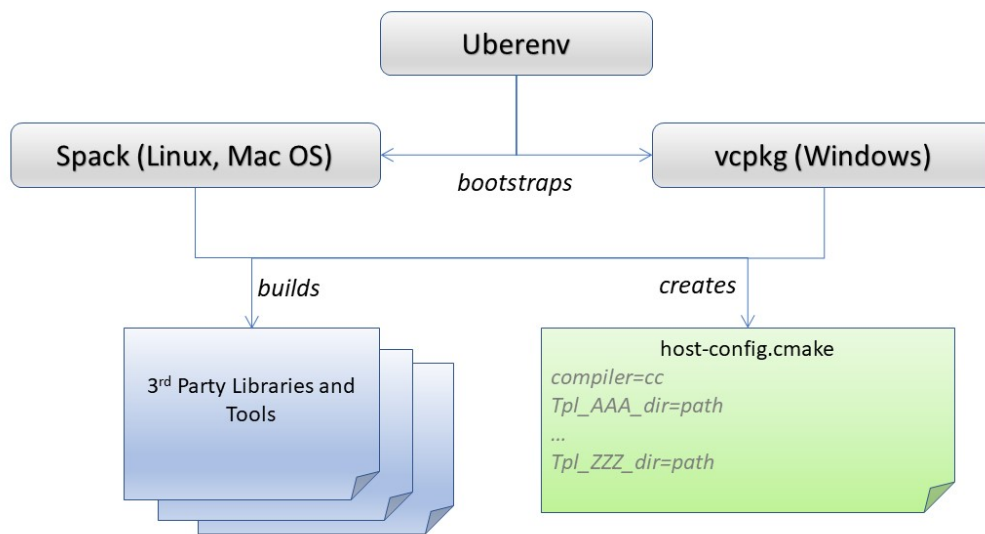 Uberenv
Spack (Linux, Mac OS)
vcpkg (Windows)
bootstraps
builds
creates
3rd Party Libraries and
Tools
host-config.cmake
compiler=cc
Tpl_AAA_dir=path
...
Tpl_ZZZ_dir=path